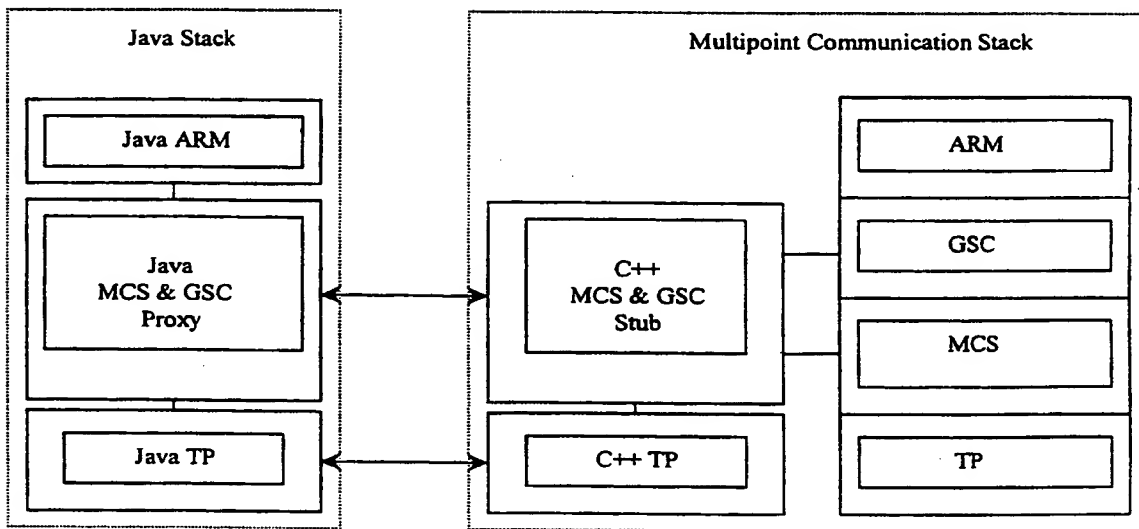 Java Stack
Multipoint Communication Stack
Java ARM
Java
MCS & GSC
Proxy
Java TP
C++
MCS & GSC
Stub
C++ TP
ARM
GSC
MCS
TP